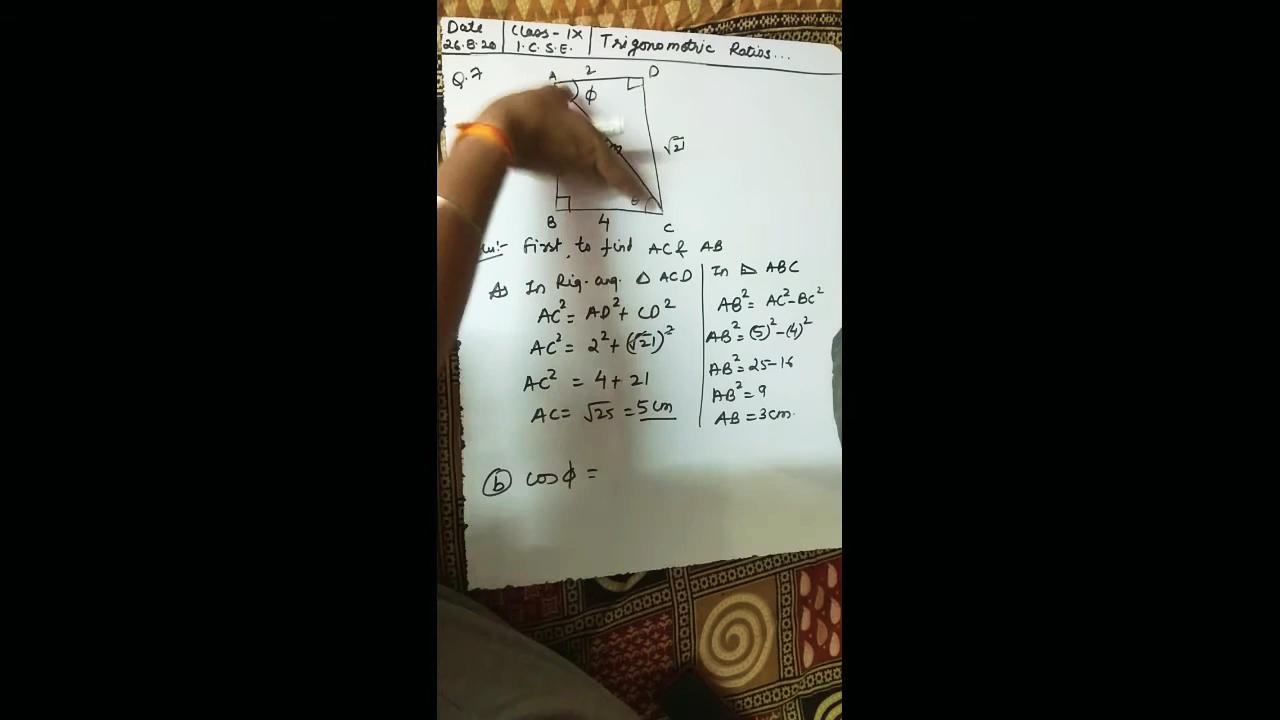 Date
26.8.20
Class - IX
I.C.S.E.
Trigonometric Ratios...
Q.7
A 2 D
ϕ
√21
θ
B 4 C
First, to find AC & AB
In Rig. ang. △ ACD
AC² = AD² + CD²
AC² = 2² + (√21)²
AC² = 4 + 21
AC = √25 = 5 cm
In ⊿ ABC
AB² = AC² - BC²
AB² = (5)² - (4)²
AB² = 25 - 16
AB² = 9
AB = 3 cm.
(b) cos ϕ =